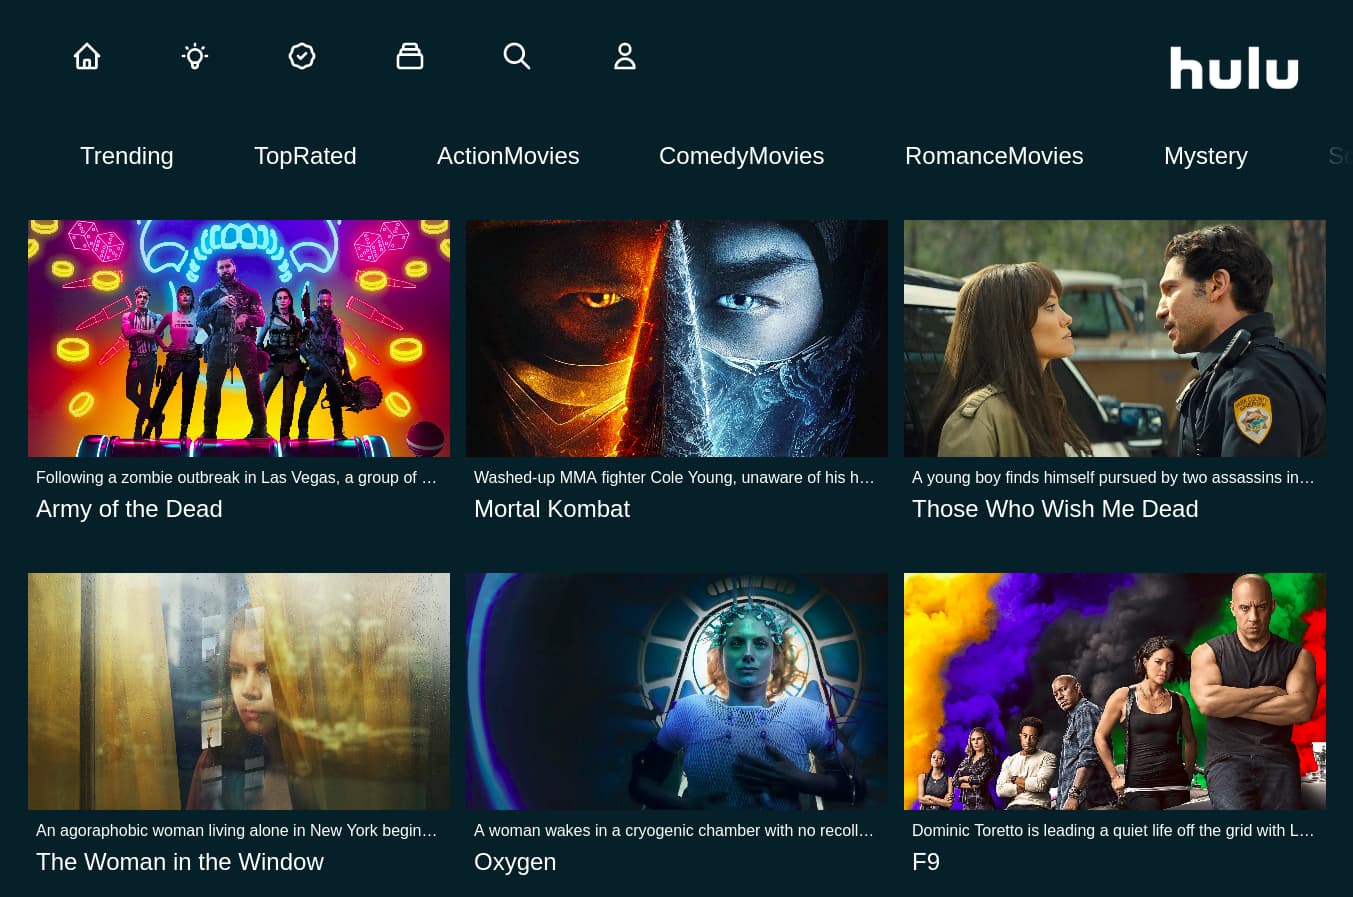 hulu
Trending TopRated ActionMovies ComedyMovies RomanceMovies Mystery
Following a zombie outbreak in Las Vegas, a group of …
Army of the Dead
Washed-up MMA fighter Cole Young, unaware of his h…
Mortal Kombat
A young boy finds himself pursued by two assassins in…
Those Who Wish Me Dead
An agoraphobic woman living alone in New York begin…
The Woman in the Window
A woman wakes in a cryogenic chamber with no recoll…
Oxygen
Dominic Toretto is leading a quiet life off the grid with L…
F9